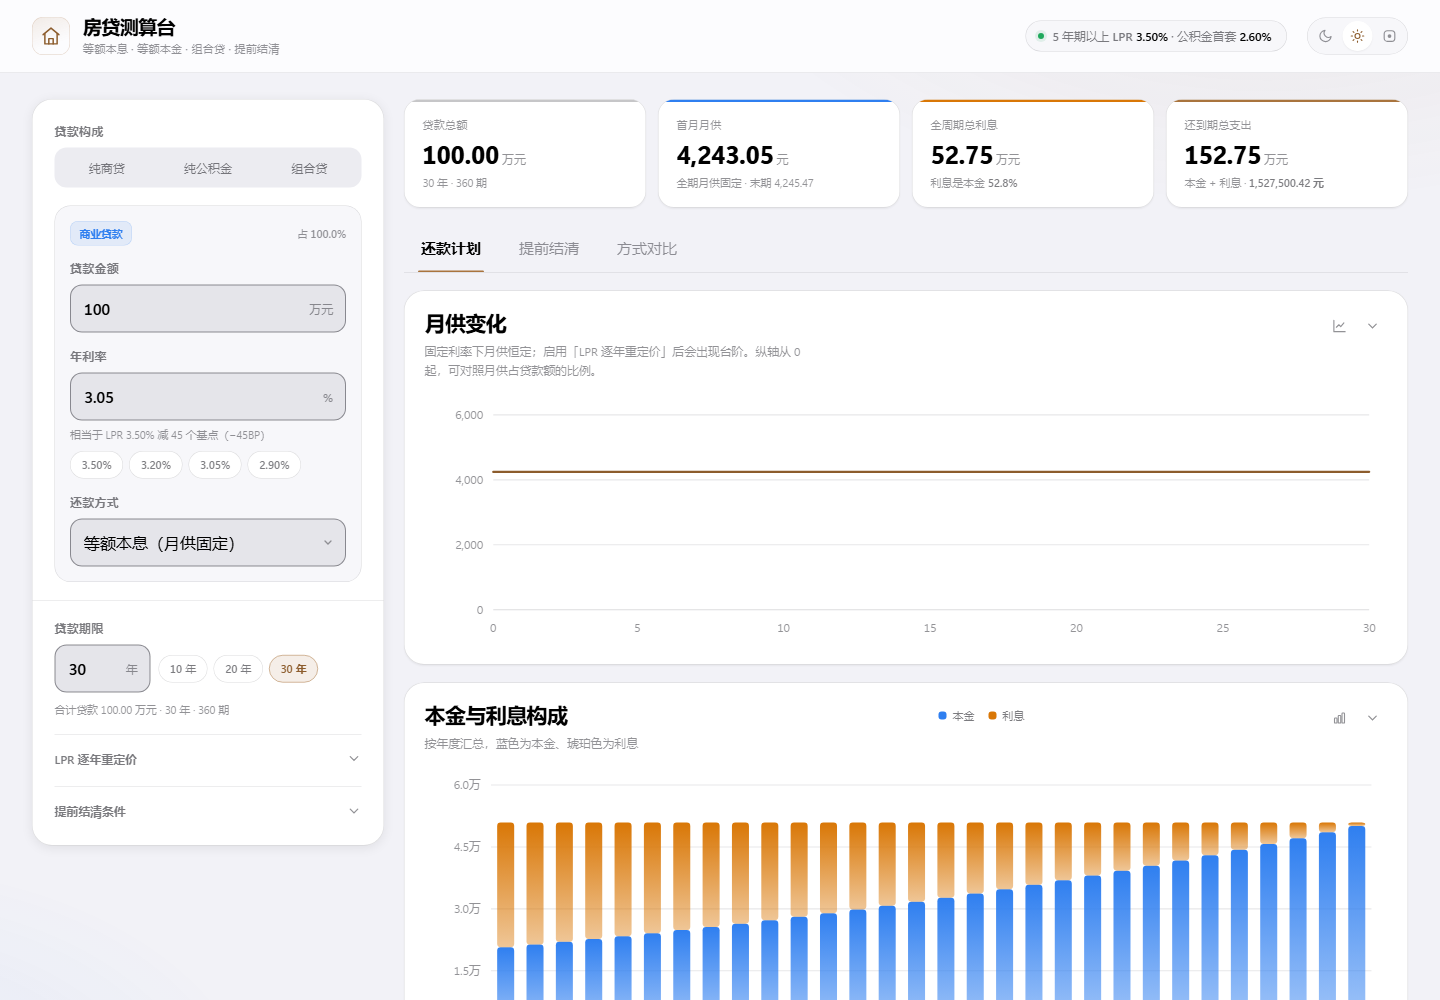 房贷测算台
等额本息 · 等额本金 · 组合贷 · 提前结清
5 年期以上 LPR 3.50% · 公积金首套 2.60%
贷款构成
纯商贷 纯公积金 组合贷
商业贷款 占 100.0%
贷款金额
100 万元
年利率
3.05 %
相当于 LPR 3.50% 减 45 个基点（−45BP）
3.50% 3.20% 3.05% 2.90%
还款方式
等额本息（月供固定）
贷款期限
30 年 10 年 20 年 30 年
合计贷款 100.00 万元 · 30 年 · 360 期
LPR 逐年重定价
提前结清条件
贷款总额
100.00 万元
30 年 · 360 期
首月月供
4,243.05 元
全期月供固定 · 末期 4,245.47
全周期总利息
52.75 万元
利息是本金 52.8%
还到期总支出
152.75 万元
本金 + 利息 · 1,527,500.42 元
还款计划 提前结清 方式对比
月供变化
固定利率下月供恒定；启用「LPR 逐年重定价」后会出现台阶。纵轴从 0
起，可对照月供占贷款额的比例。
6,000
4,000
2,000
0
0 5 10 15 20 25 30
本金与利息构成
按年度汇总，蓝色为本金、琥珀色为利息
本金 利息
6.0万
4.5万
3.0万
1.5万